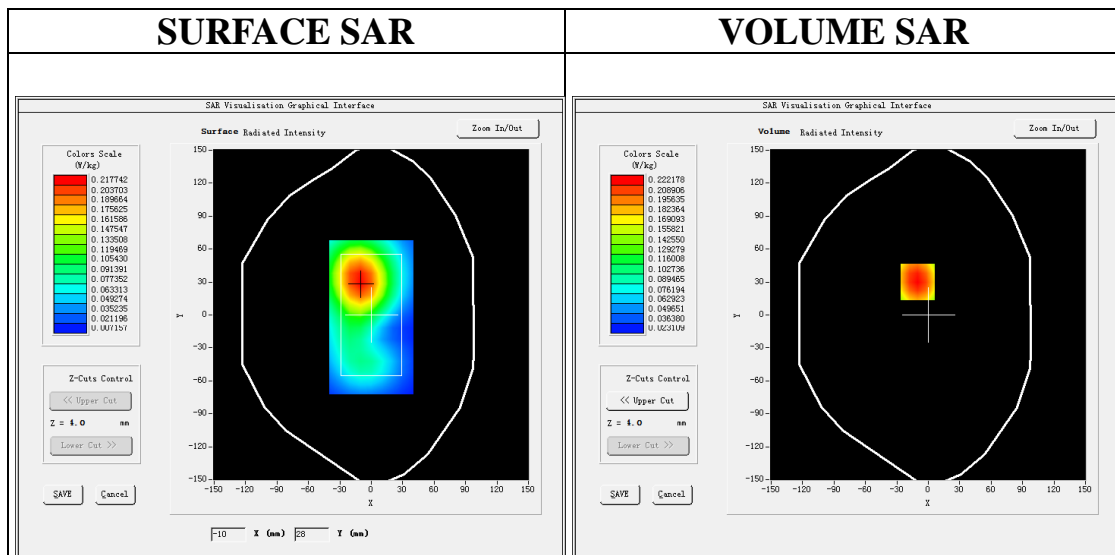 SURFACE SAR
VOLUME SAR
SAR Visualisation Graphical Interface
Surface Radiated Intensity
Zoom In/Out
Colors Scale
(W/kg)
0.217742
0.203703
0.189664
0.175625
0.161586
0.147547
0.133508
0.119469
0.105430
0.091391
0.077352
0.063313
0.049274
0.035235
0.021196
0.007157
Z-Cuts Control
<< Upper Cut
Z = 4.0 mm
Lower Cut >>
SAVE Cancel
150
120
90
60
30
0
-30
-60
-90
-120
-150
Y
-150 -120 -90 -60 -30 0 30 60 90 120 150
X
-10 X (mm) 28 Y (mm)
SAR Visualisation Graphical Interface
Volume Radiated Intensity
Zoom In/Out
Colors Scale
(W/kg)
0.222178
0.208906
0.195635
0.182364
0.169093
0.155821
0.142550
0.129279
0.116008
0.102736
0.089465
0.076194
0.062923
0.049651
0.036380
0.023109
Z-Cuts Control
<< Upper Cut
Z = 4.0 mm
Lower Cut >>
SAVE Cancel
150
120
90
60
30
0
-30
-60
-90
-120
-150
Y
-150 -120 -90 -60 -30 0 30 60 90 120 150
X